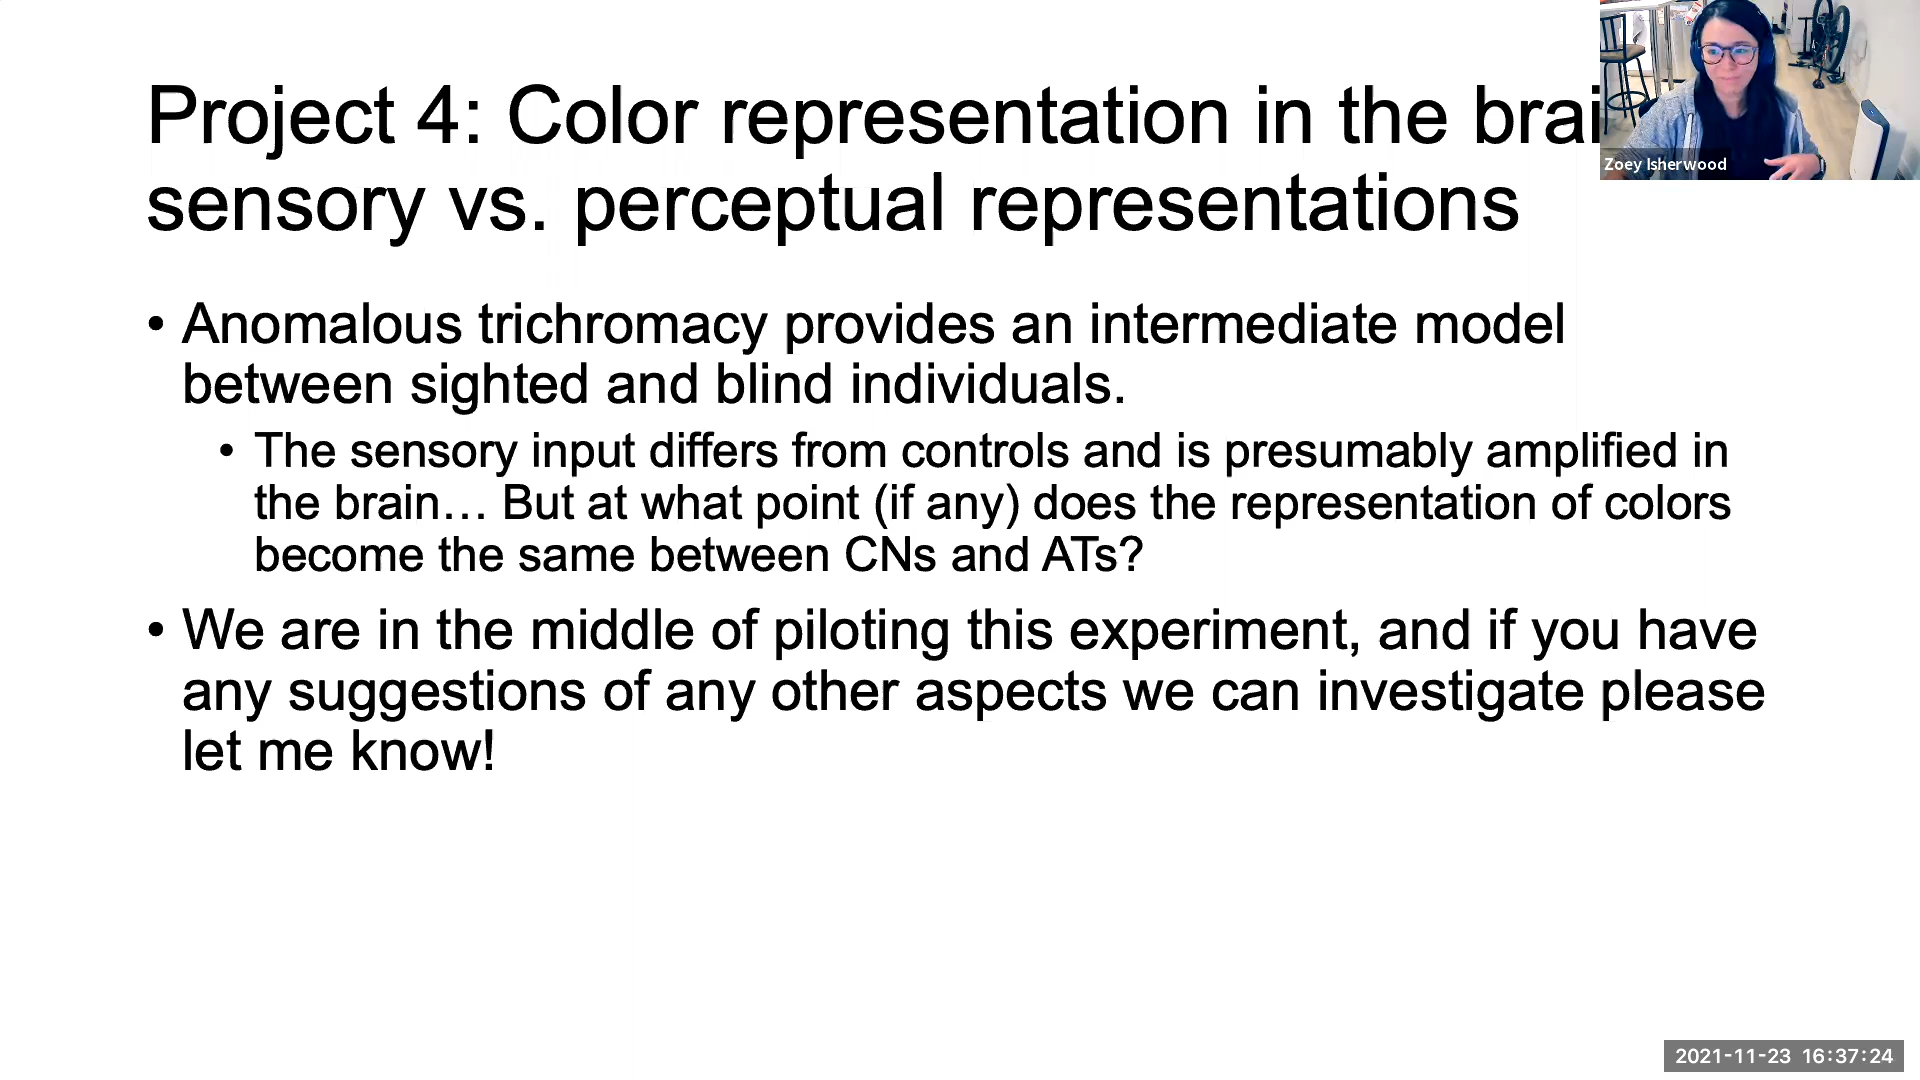 Project 4: Color representation in the brai
sensory vs. perceptual representations
Zoey Isherwood
• Anomalous trichromacy provides an intermediate model
between sighted and blind individuals.
• The sensory input differs from controls and is presumably amplified in
the brain… But at what point (if any) does the representation of colors
become the same between CNs and ATs?
• We are in the middle of piloting this experiment, and if you have
any suggestions of any other aspects we can investigate please
let me know!
2021-11-23 16:37:24